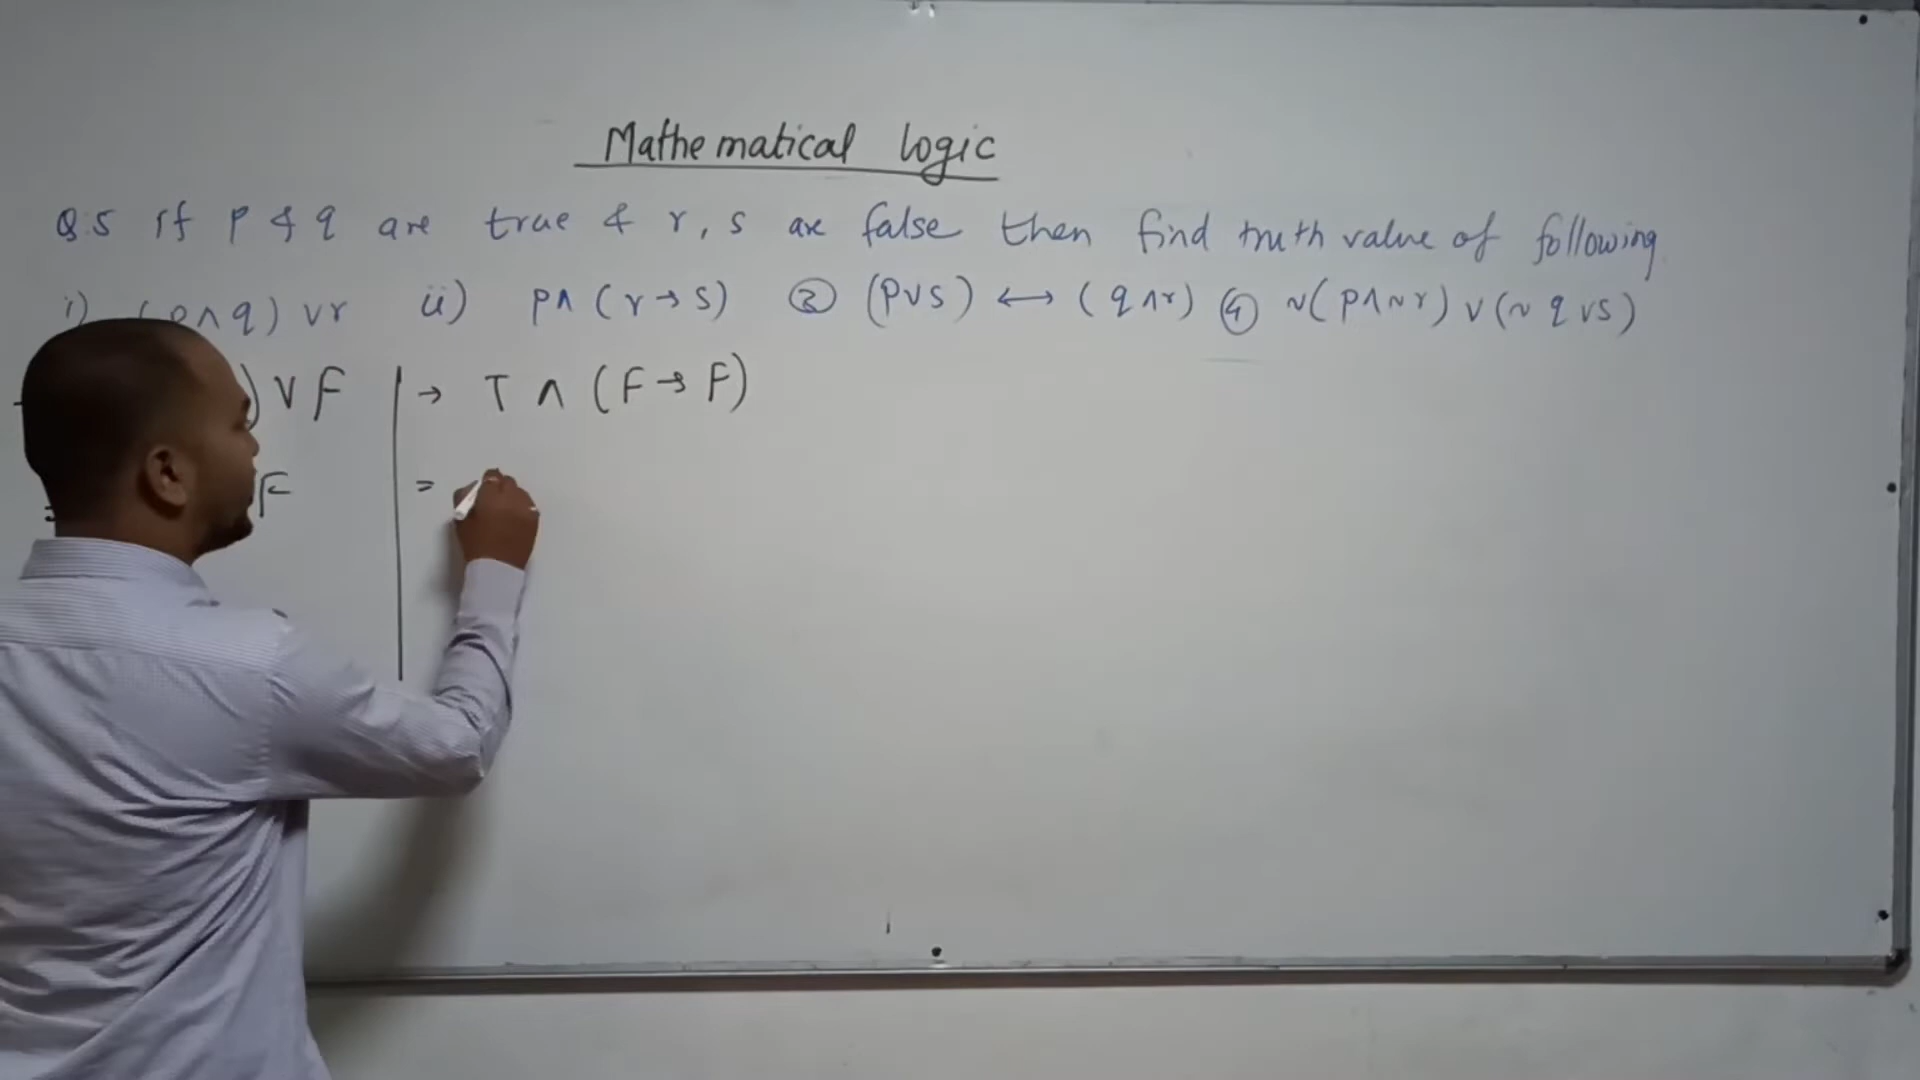 Mathematical logic
Q.5 If p & q are true & r, s are false then find truth value of following
i) (p∧q) ∨r ii) p∧ (r→s) ③ (p∨s) ⟷ (q∧r) ④ ~(p∧~r) ∨ (~q∨s)
) ∨ F → T ∧ (F→F)
F =